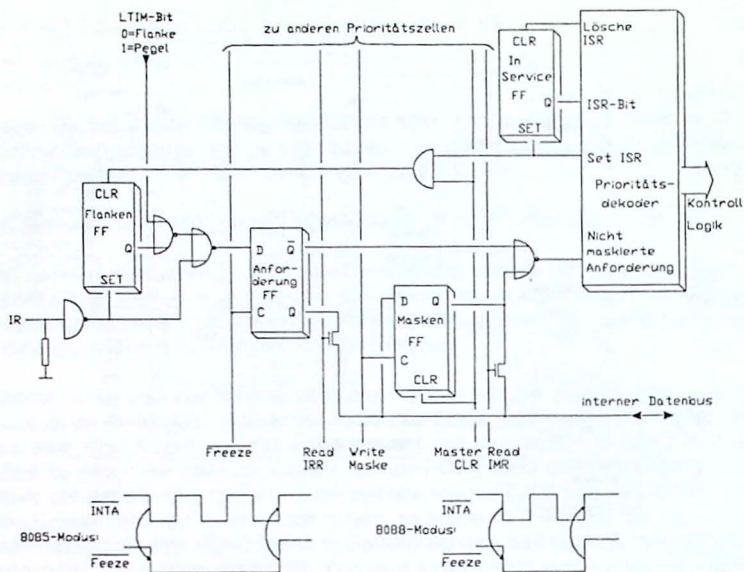 LTIM-Bit
0=Flanke
1=Pegel
zu anderen Prioritätszellen
CLR
In
Service
FF
Q
SET
Lösche
ISR
ISR-Bit
Set ISR
Prioritäts-
dekoder
Nicht
maskierte
Anforderung
Kontroll
Logik
CLR
Flanken
FF
Q
SET
IR
D Q̅
Anfor-
derung
FF
C Q
D Q
Masken
FF
C
CLR
Interner Datenbus
Freeze
Read
IRR
Write
Maske
Master
CLR
Read
IMR
INTA
8085-Modus:
Feeze
INTA
8088-Modus:
Feeze